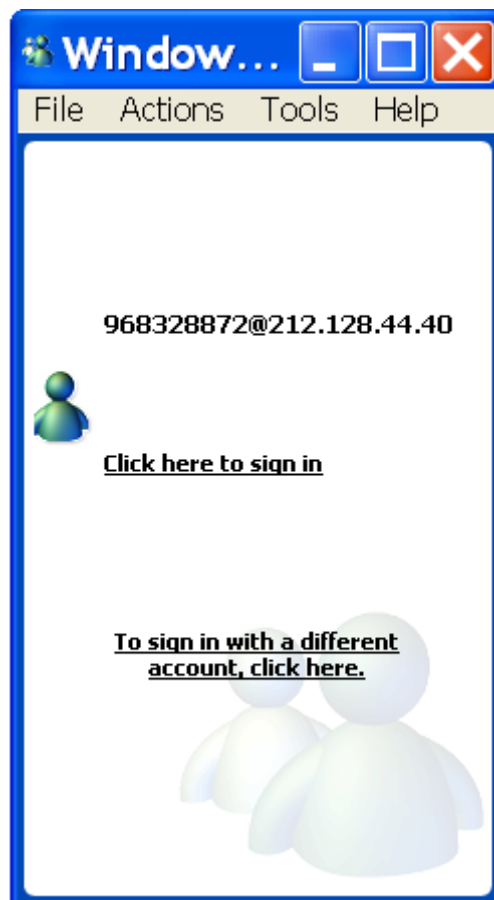 Window...
File Actions Tools Help
968328872@212.128.44.40
Click here to sign in
To sign in with a different
account, click here.